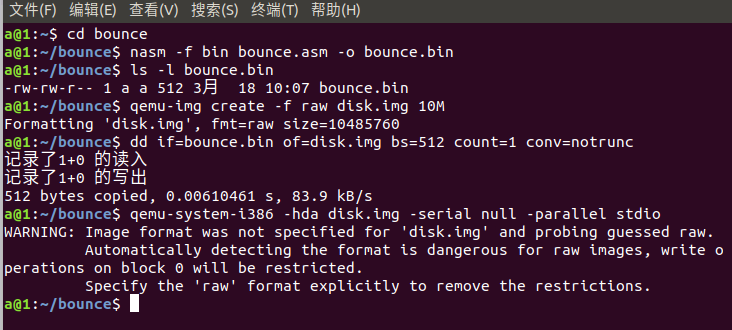 文件(F) 编辑(E) 查看(V) 搜索(S) 终端(T) 帮助(H)
a@1:~$ cd bounce
a@1:~/bounce$ nasm -f bin bounce.asm -o bounce.bin
a@1:~/bounce$ ls -l bounce.bin
-rw-rw-r-- 1 a a 512 3月  18 10:07 bounce.bin
a@1:~/bounce$ qemu-img create -f raw disk.img 10M
Formatting 'disk.img', fmt=raw size=10485760
a@1:~/bounce$ dd if=bounce.bin of=disk.img bs=512 count=1 conv=notrunc
记录了1+0 的读入
记录了1+0 的写出
512 bytes copied, 0.00610461 s, 83.9 kB/s
a@1:~/bounce$ qemu-system-i386 -hda disk.img -serial null -parallel stdio
WARNING: Image format was not specified for 'disk.img' and probing guessed raw.
         Automatically detecting the format is dangerous for raw images, write o
perations on block 0 will be restricted.
         Specify the 'raw' format explicitly to remove the restrictions.
a@1:~/bounce$